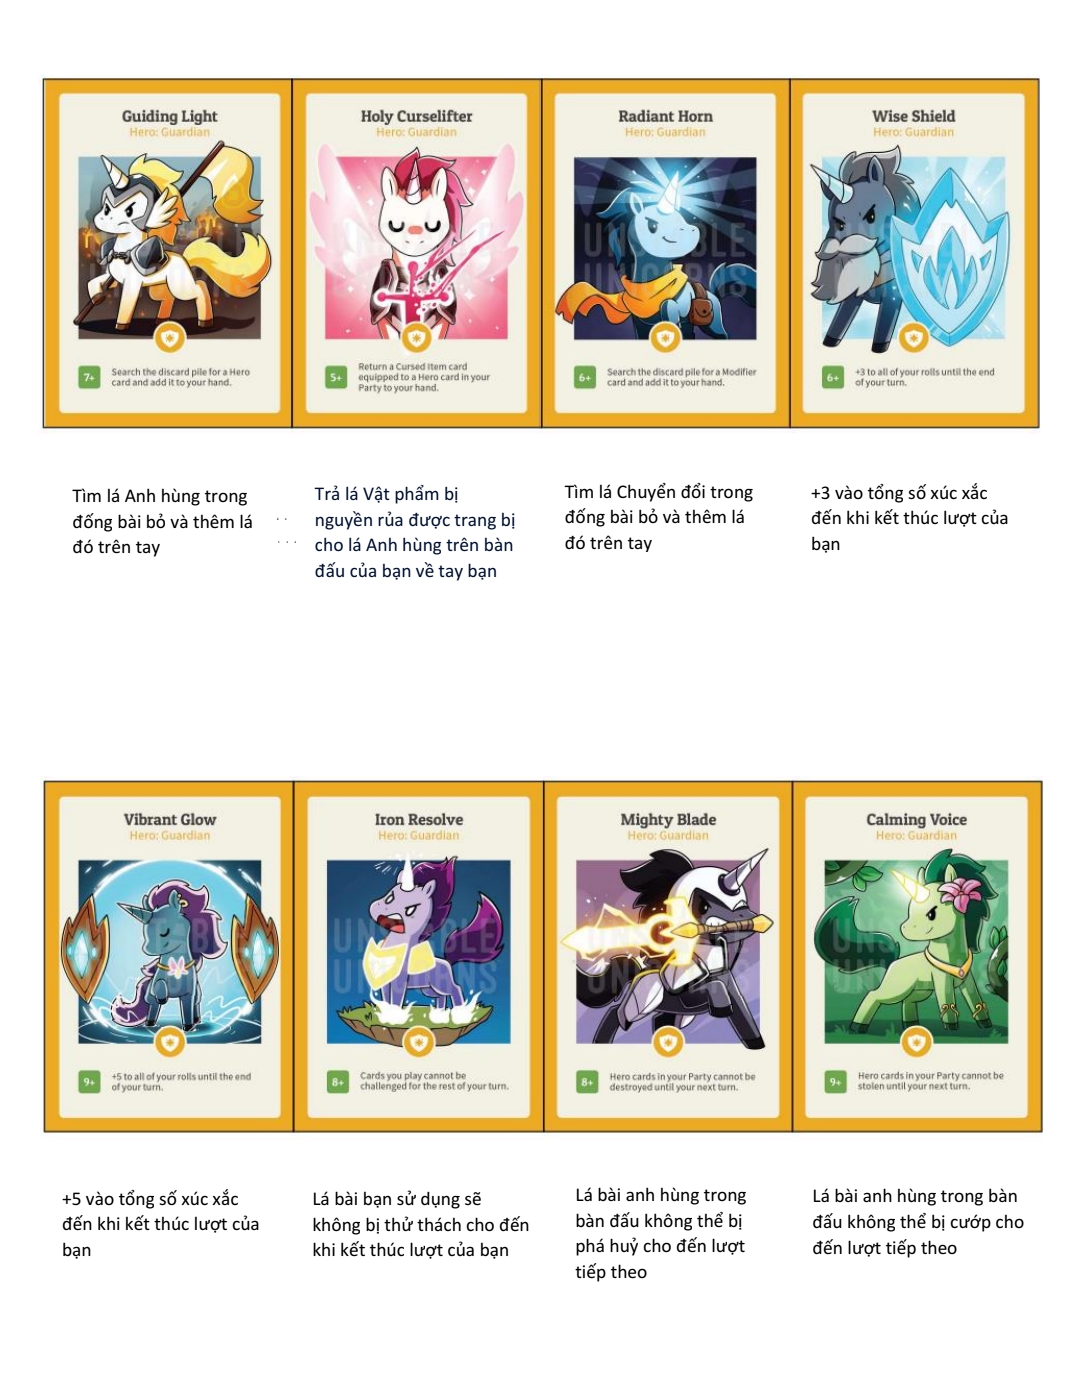 Guiding Light
Hero: Guardian
UNSTABLE
UNICORNS
7+
Search the discard pile for a Hero
card and add it to your hand.
Holy Curselifter
Hero: Guardian
UNSTABLE
UNICORNS
5+
Return a Cursed Item card
equipped to a Hero card in your
Party to your hand.
Radiant Horn
Hero: Guardian
UNSTABLE
UNICORNS
6+
Search the discard pile for a Modifier
card and add it to your hand.
Wise Shield
Hero: Guardian
UNSTABLE
UNICORNS
6+
+3 to all of your rolls until the end
of your turn.
Tìm lá Anh hùng trong
đống bài bỏ và thêm lá
đó trên tay
Trả lá Vật phẩm bị
nguyền rủa được trang bị
cho lá Anh hùng trên bàn
đấu của bạn về tay bạn
Tìm lá Chuyển đổi trong
đống bài bỏ và thêm lá
đó trên tay
+3 vào tổng số xúc xắc
đến khi kết thúc lượt của
bạn
Vibrant Glow
Hero: Guardian
9+
+5 to all of your rolls until the end
of your turn.
Iron Resolve
Hero: Guardian
UNSTABLE
UNICORNS
8+
Cards you play cannot be
challenged for the rest of your turn.
Mighty Blade
Hero: Guardian
UNSTABLE
UNICORNS
8+
Hero cards in your Party cannot be
destroyed until your next turn.
Calming Voice
Hero: Guardian
UNSTABLE
UNICORNS
9+
Hero cards in your Party cannot be
stolen until your next turn.
+5 vào tổng số xúc xắc
đến khi kết thúc lượt của
bạn
Lá bài bạn sử dụng sẽ
không bị thử thách cho đến
khi kết thúc lượt của bạn
Lá bài anh hùng trong
bàn đấu không thể bị
phá huỷ cho đến lượt
tiếp theo
Lá bài anh hùng trong bàn
đấu không thể bị cướp cho
đến lượt tiếp theo